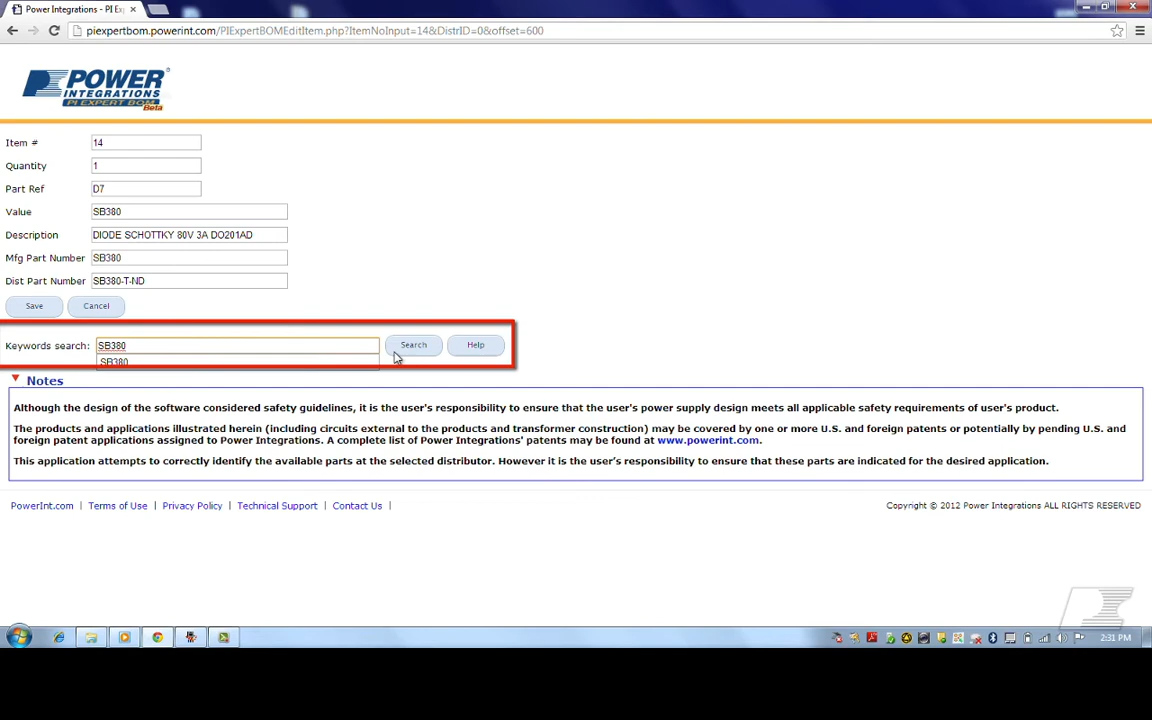 Power Integrations - PI Ex
piexpertbom.powerint.com/PIExpertBOMEditItem.php?ItemNoInput=14&DistrID=0&offset=600
POWER
INTEGRATIONS
PI EXPERT BOM
Beta
Item # 14
Quantity 1
Part Ref D7
Value SB380
Description DIODE SCHOTTKY 80V 3A DO201AD
Mfg Part Number SB380
Dist Part Number SB380-T-ND
Save Cancel
Keywords search: SB380 Search Help
SB380
Notes
Although the design of the software considered safety guidelines, it is the user's responsibility to ensure that the user's power supply design meets all applicable safety requirements of user's product.
The products and applications illustrated herein (including circuits external to the products and transformer construction) may be covered by one or more U.S. and foreign patents or potentially by pending U.S. and
foreign patent applications assigned to Power Integrations. A complete list of Power Integrations' patents may be found at www.powerint.com.
This application attempts to correctly identify the available parts at the selected distributor. However it is the user's responsibility to ensure that these parts are indicated for the desired application.
PowerInt.com | Terms of Use | Privacy Policy | Technical Support | Contact Us | Copyright © 2012 Power Integrations ALL RIGHTS RESERVED
2:31 PM